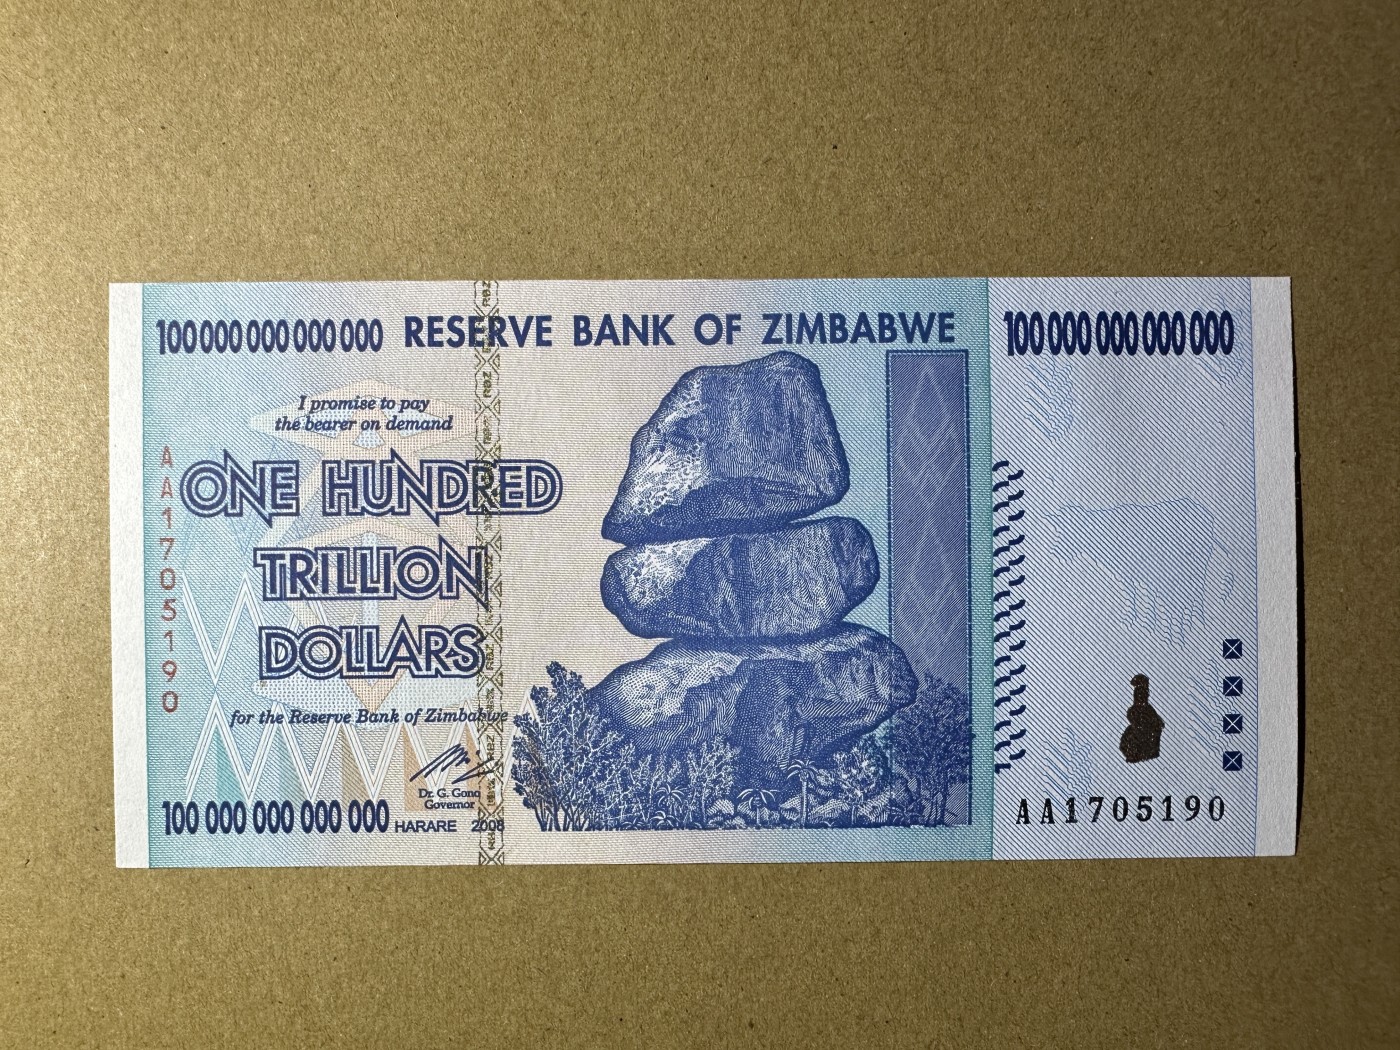 100 000 000 000 000 RESERVE BANK OF ZIMBABWE 100 000 000 000 000
I promise to pay
the bearer on demand
ONE HUNDRED
TRILLION
DOLLARS
for the Reserve Bank of Zimbabwe
Dr. G. Gono
Governor
100 000 000 000 000 HARARE 2008
AA1705190
AA1705190
RBZ